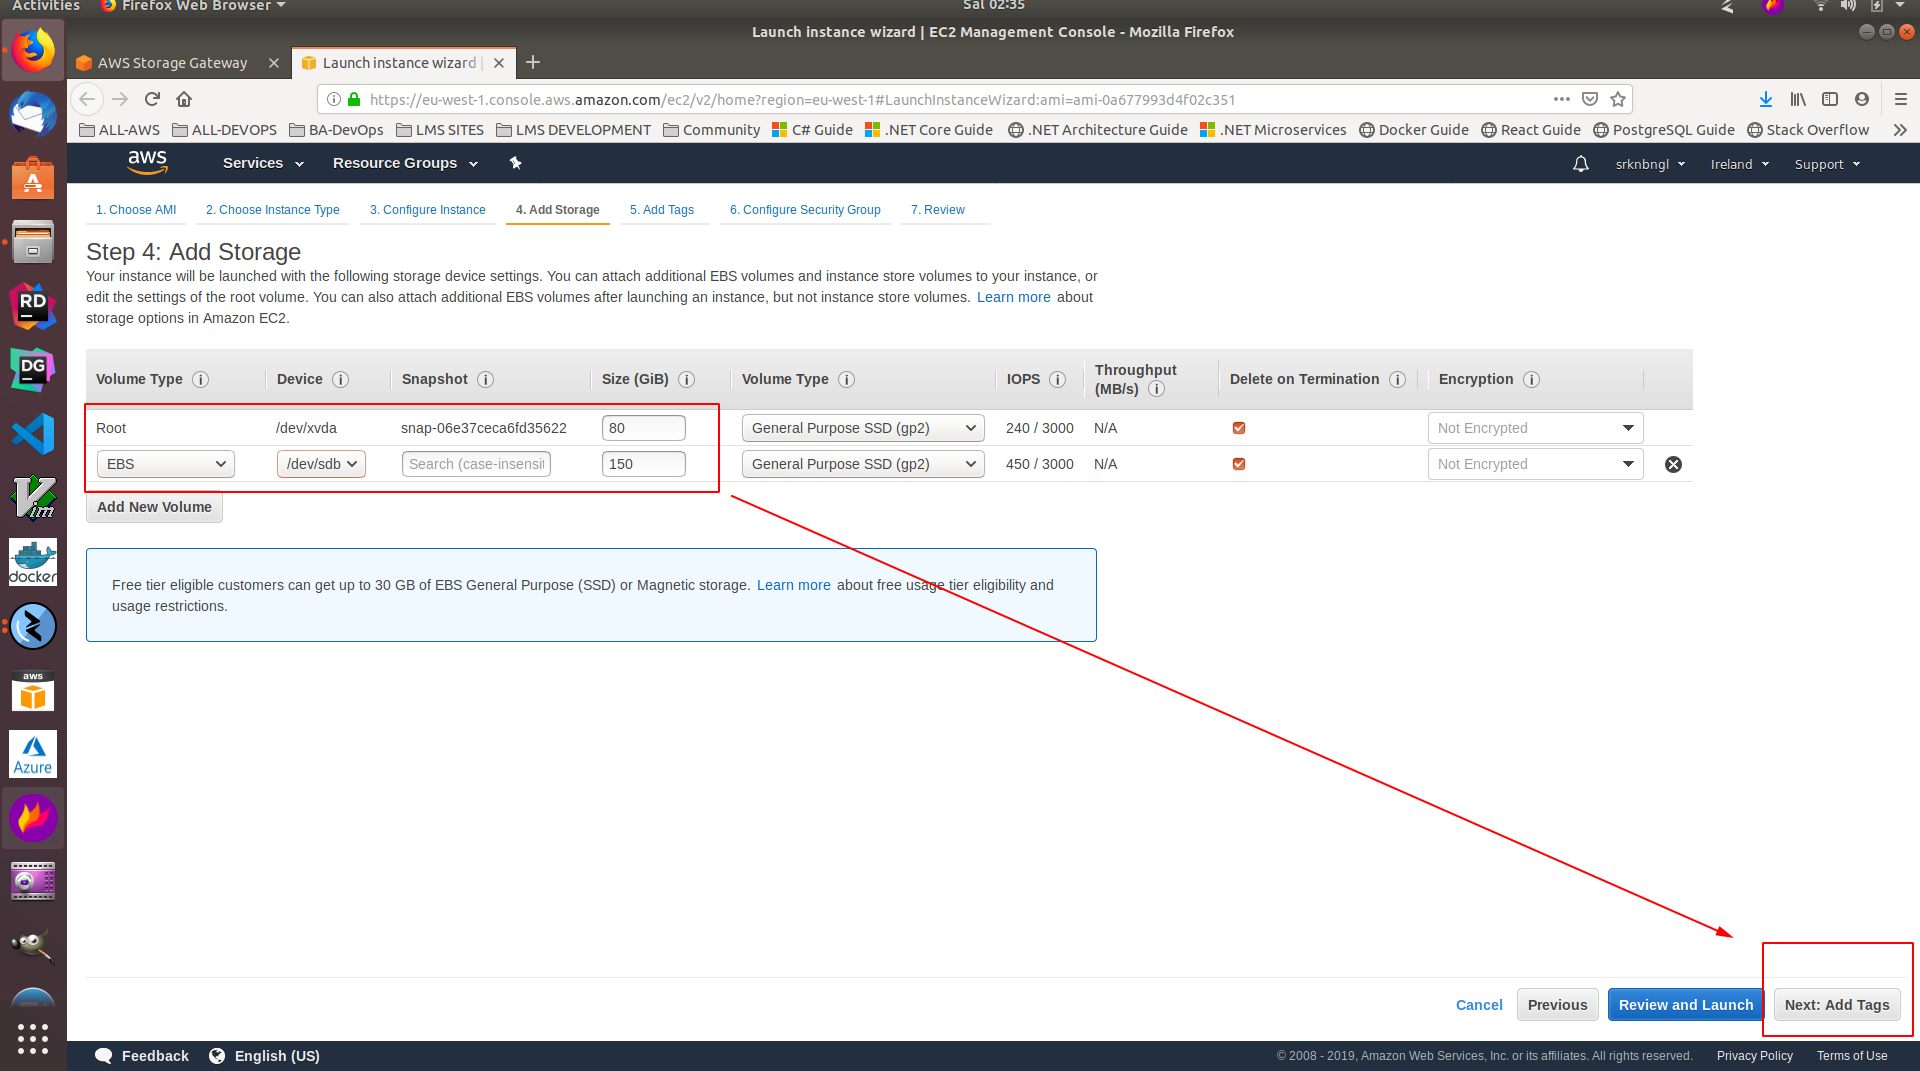 Activities
Firefox Web Browser
Sal 02:35
Launch instance wizard | EC2 Management Console - Mozilla Firefox
AWS Storage Gateway
Launch instance wizard |
https://eu-west-1.console.aws.amazon.com/ec2/v2/home?region=eu-west-1#LaunchInstanceWizard:ami=ami-0a677993d4f02c351
ALL-AWS ALL-DEVOPS BA-DevOps LMS SITES LMS DEVELOPMENT Community C# Guide .NET Core Guide .NET Architecture Guide .NET Microservices Docker Guide React Guide PostgreSQL Guide Stack Overflow
aws Services Resource Groups srknbngl Ireland Support
1. Choose AMI 2. Choose Instance Type 3. Configure Instance 4. Add Storage 5. Add Tags 6. Configure Security Group 7. Review
Step 4: Add Storage
Your instance will be launched with the following storage device settings. You can attach additional EBS volumes and instance store volumes to your instance, or
edit the settings of the root volume. You can also attach additional EBS volumes after launching an instance, but not instance store volumes. Learn more about
storage options in Amazon EC2.
Volume Type Device Snapshot Size (GiB) Volume Type IOPS Throughput (MB/s) Delete on Termination Encryption
Root /dev/xvda snap-06e37ceca6fd35622 80 General Purpose SSD (gp2) 240 / 3000 N/A Not Encrypted
EBS /dev/sdb Search (case-insensit 150 General Purpose SSD (gp2) 450 / 3000 N/A Not Encrypted
Add New Volume
Free tier eligible customers can get up to 30 GB of EBS General Purpose (SSD) or Magnetic storage. Learn more about free usage tier eligibility and
usage restrictions.
RD
DG
Vim
docker
aws
Azure
Cancel Previous Review and Launch Next: Add Tags
Feedback English (US) © 2008 - 2019, Amazon Web Services, Inc. or its affiliates. All rights reserved. Privacy Policy Terms of Use